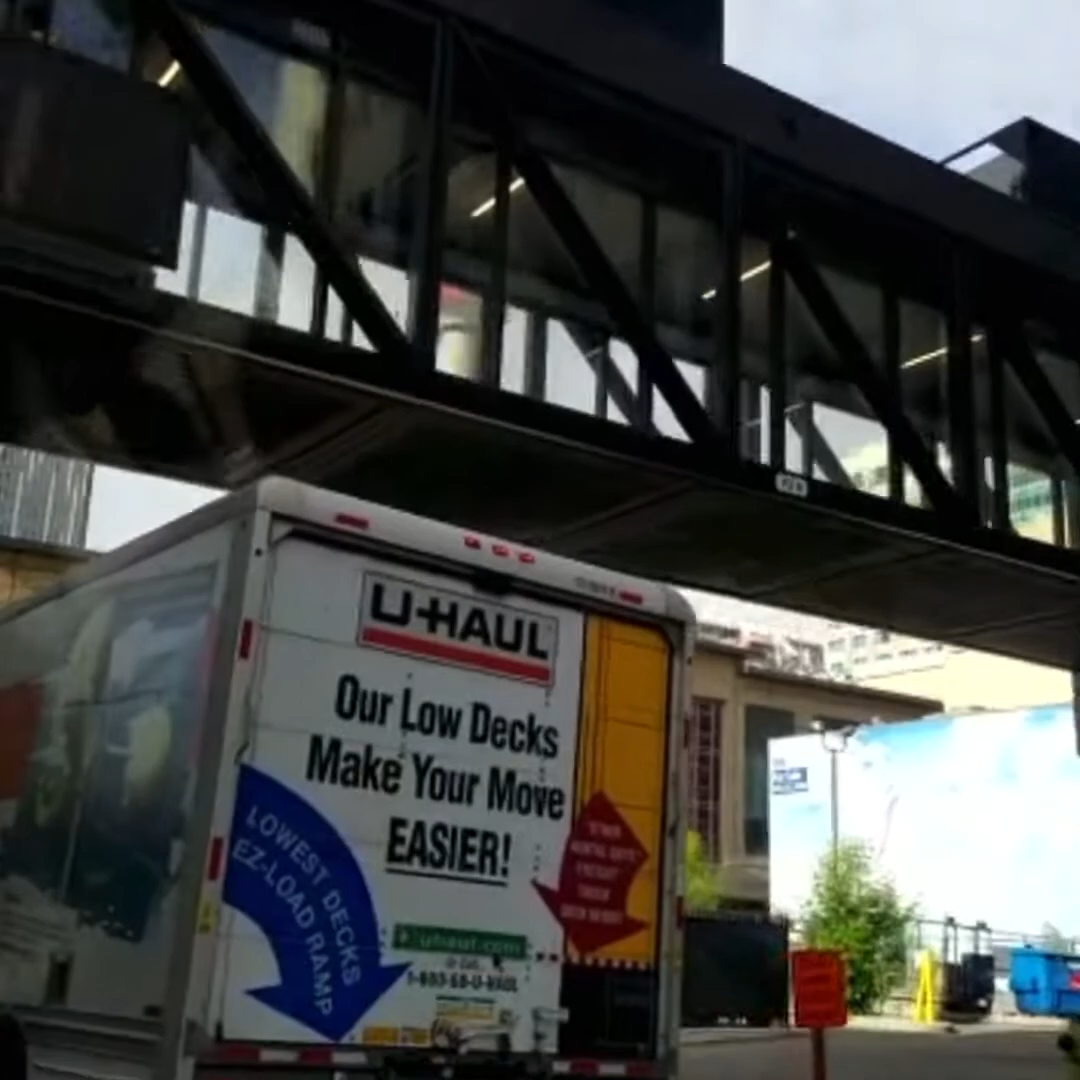 U-HAUL
Our Low Decks
Make Your Move
EASIER!
LOWEST DECKS
EZ-LOAD RAMP
uhaul.com
1-800-GO-U-HAUL